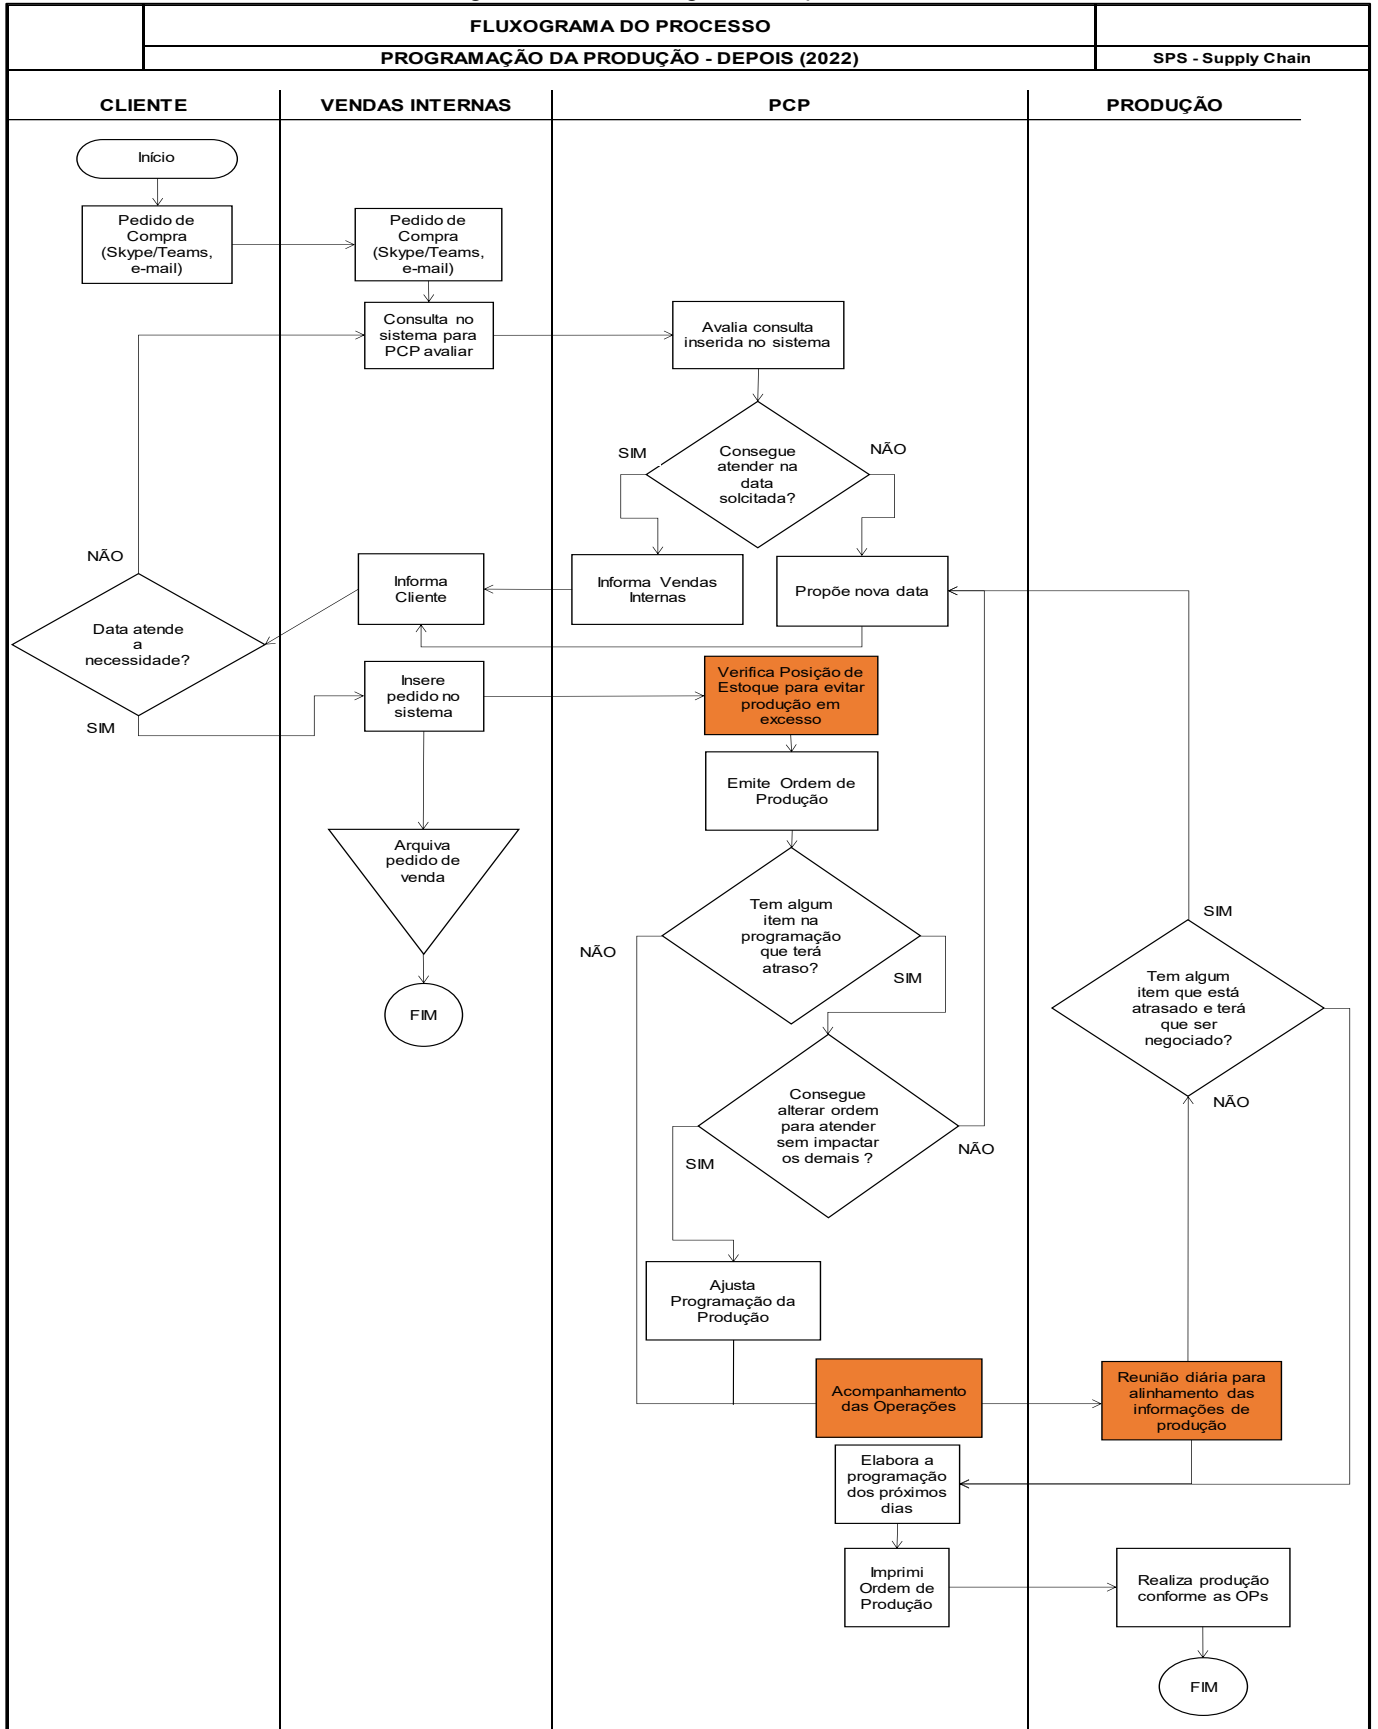 FLUXOGRAMA DO PROCESSO
PROGRAMAÇÃO DA PRODUÇÃO - DEPOIS (2022)
SPS - Supply Chain
CLIENTE
VENDAS INTERNAS
PCP
PRODUÇÃO
Início
Pedido de
Compra
(Skype/Teams,
e-mail)
Pedido de
Compra
(Skype/Teams,
e-mail)
Consulta no
sistema para
PCP avaliar
Avalia consulta
inserida no sistema
SIM
Consegue
atender na
data
solcitada?
NÃO
NÃO
Informa
Cliente
Informa Vendas
Internas
Propõe nova data
Data atende
a
necessidade?
SIM
Insere
pedido no
sistema
Verifica Posição de
Estoque para evitar
produção em
excesso
Emite Ordem de
Produção
Arquiva
pedido de
venda
FIM
NÃO
Tem algum
item na
programação
que terá
atraso?
SIM
SIM
Tem algum
item que está
atrasado e terá
que ser
negociado?
NÃO
Consegue
alterar ordem
para atender
sem impactar
os demais ?
SIM
NÃO
Ajusta
Programação da
Produção
Acompanhamento
das Operações
Reunião diária para
alinhamento das
informações de
produção
Elabora a
programação
dos próximos
dias
Imprimi
Ordem de
Produção
Realiza produção
conforme as OPs
FIM